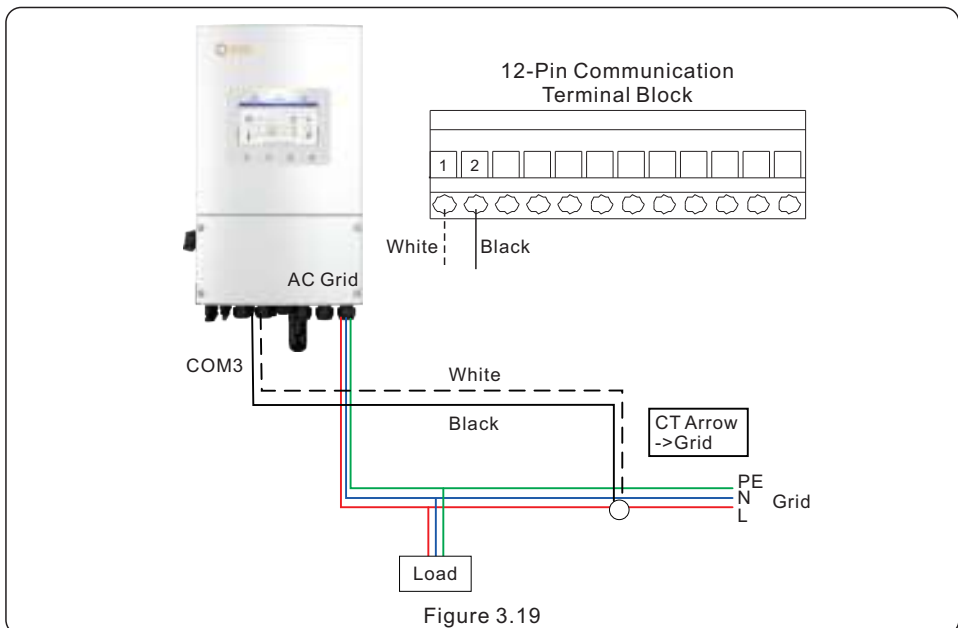 12-Pin Communication
Terminal Block
1 2
White Black
AC Grid
COM3
White
Black
CT Arrow
->Grid
PE
N
L
Grid
Load
Figure 3.19